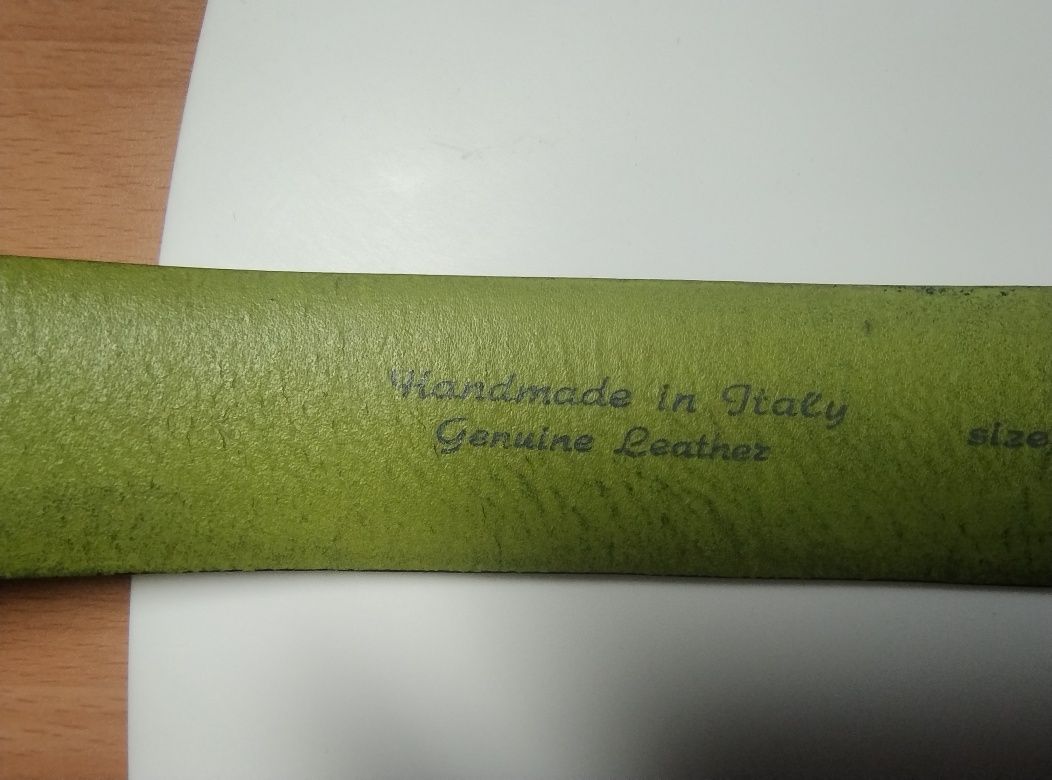 Handmade in Italy
Genuine Leather
size